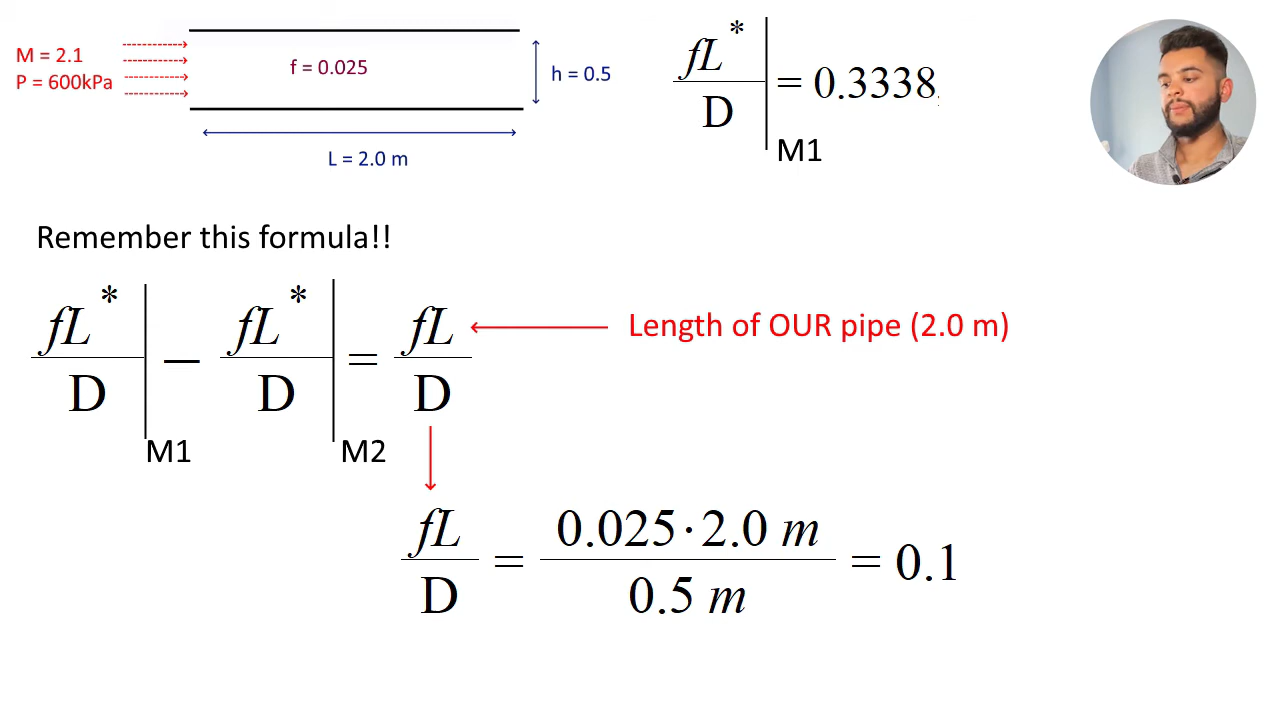 M = 2.1
P = 600kPa
f = 0.025
h = 0.5
L = 2.0 m
fL* / D | M1 = 0.3338
Remember this formula!!
fL* / D | M1 − fL* / D | M2 = fL / D
Length of OUR pipe (2.0 m)
fL / D = 0.025·2.0 m / 0.5 m = 0.1